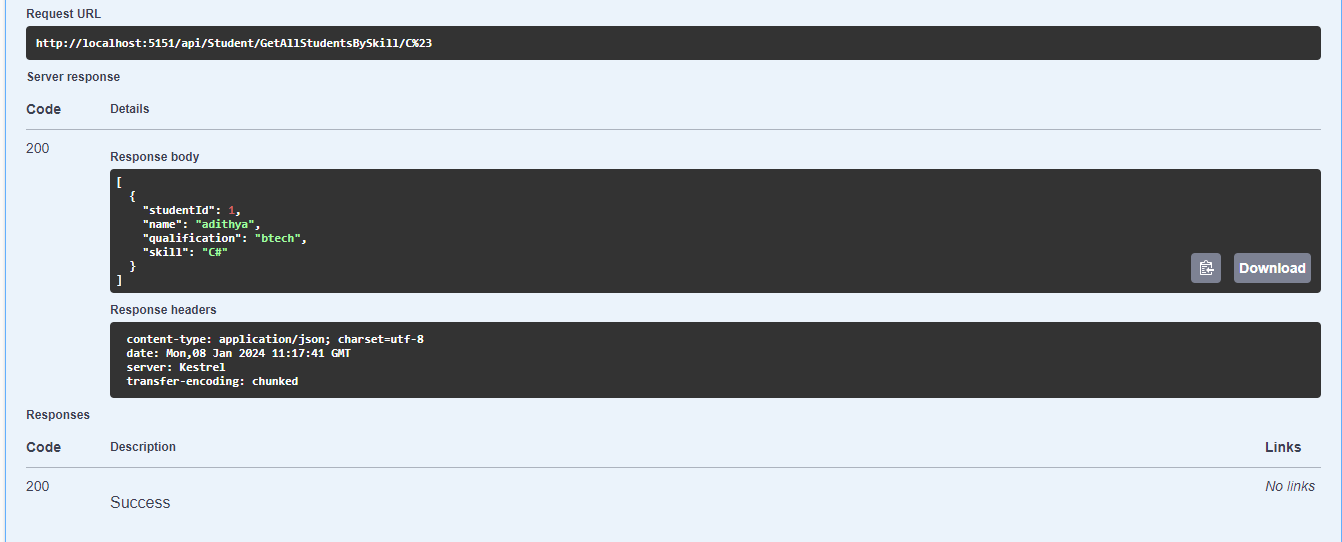 Request URL
http://localhost:5151/api/Student/GetAllStudentsBySkill/C%23
Server response
Code Details
200
Response body
[
  {
    "studentId": 1,
    "name": "adithya",
    "qualification": "btech",
    "skill": "C#"
  }
]
Download
Response headers
content-type: application/json; charset=utf-8
date: Mon,08 Jan 2024 11:17:41 GMT
server: Kestrel
transfer-encoding: chunked
Responses
Code Description Links
200 No links
Success